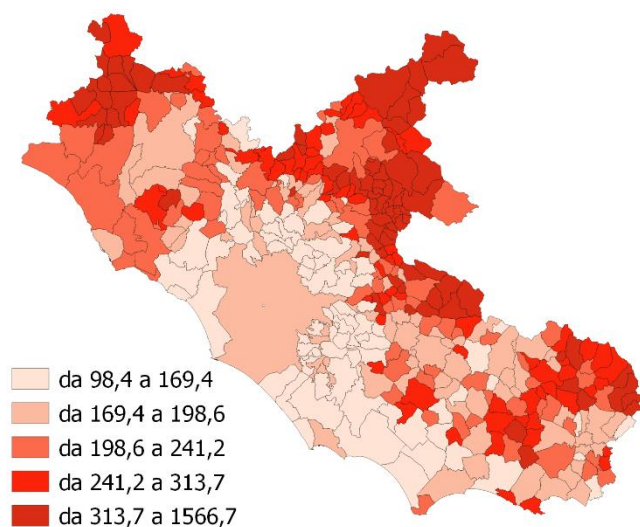 da 98,4 a 169,4
da 169,4 a 198,6
da 198,6 a 241,2
da 241,2 a 313,7
da 313,7 a 1566,7